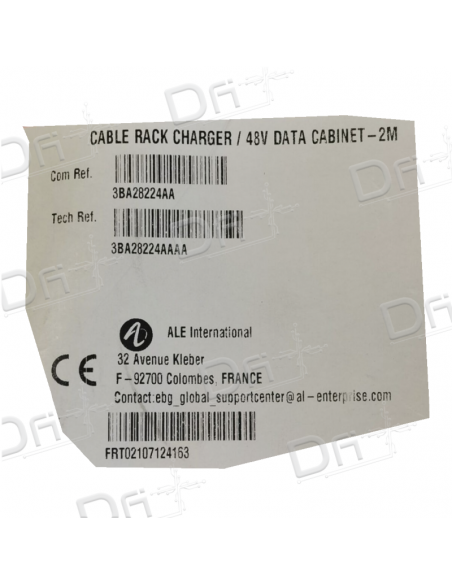 CABLE RACK CHARGER / 48V DATA CABINET-2M
Com Ref.
3BA28224AA
Tech Ref.
3BA28224AAAA
ALE International
32 Avenue Kleber
F-92700 Colombes, FRANCE
Contact:ebg_global_supportcenter@al-enterprise.com
CE
FRT02107124163